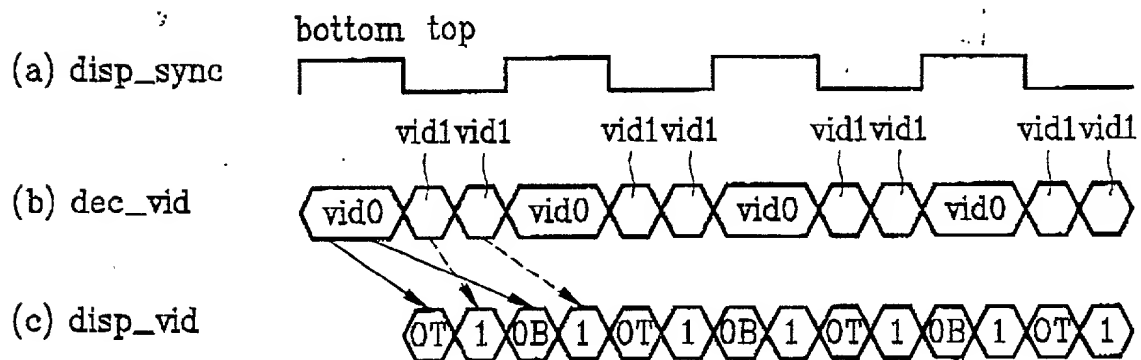 bottom top
(a) disp_sync
vid1 vid1 vid1 vid1 vid1 vid1 vid1 vid1
(b) dec_vid vid0 vid0 vid0 vid0
(c) disp_vid 0T 1 0B 1 0T 1 0B 1 0T 1 0B 1 0T 1